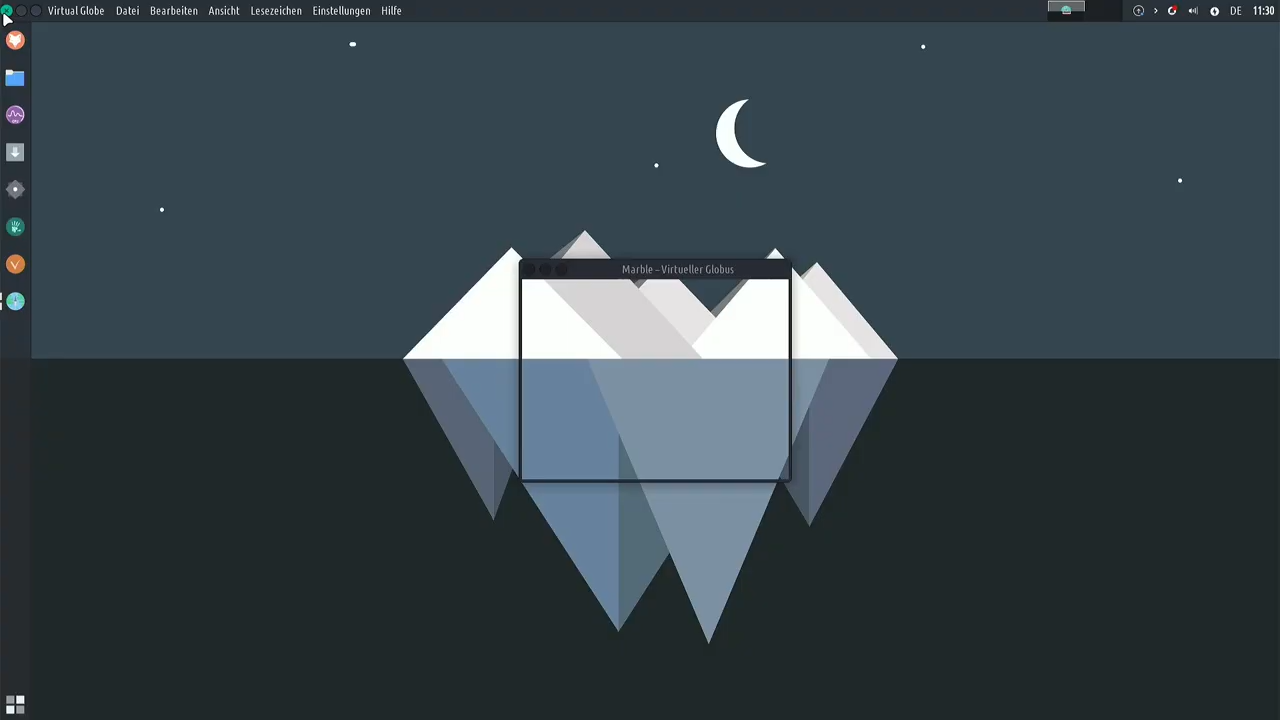 Virtual Globe Datei Bearbeiten Ansicht Lesezeichen Einstellungen Hilfe DE 11:30
Marble – Virtueller Globus